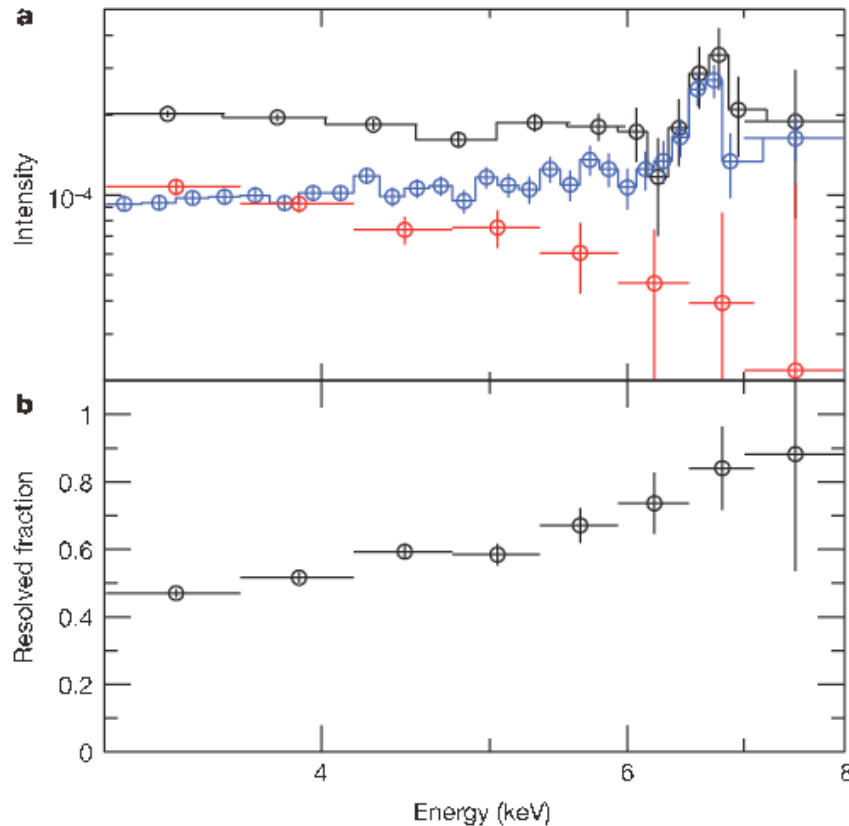 a
Intensity
10⁻⁴
b
Resolved fraction
1
0.8
0.6
0.4
0.2
0
4
6
8
Energy (keV)